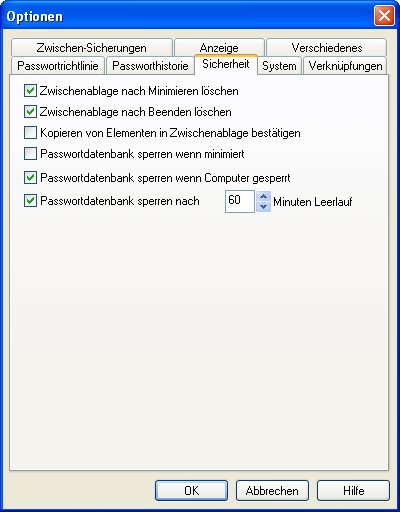 Optionen
Zwischen-Sicherungen Anzeige Verschiedenes
Passwortrichtlinie Passworthistorie Sicherheit System Verknüpfungen
Zwischenablage nach Minimieren löschen
Zwischenablage nach Beenden löschen
Kopieren von Elementen in Zwischenablage bestätigen
Passwortdatenbank sperren wenn minimiert
Passwortdatenbank sperren wenn Computer gesperrt
Passwortdatenbank sperren nach 60 Minuten Leerlauf
OK Abbrechen Hilfe